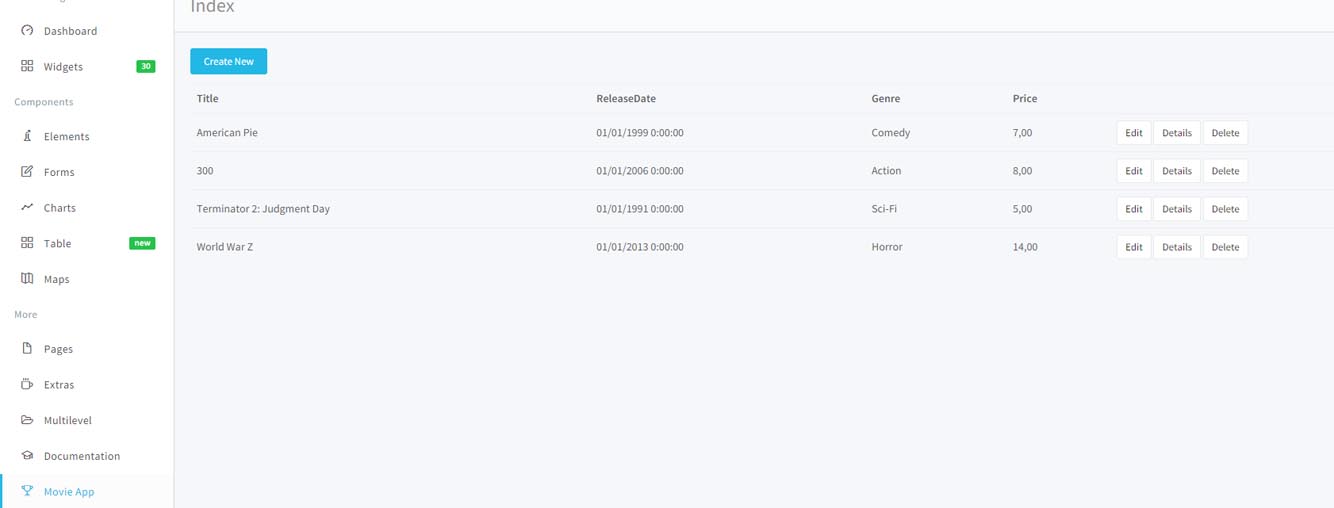 Index
Dashboard
Widgets 30
Components
Elements
Forms
Charts
Table new
Maps
More
Pages
Extras
Multilevel
Documentation
Movie App
Create New
Title ReleaseDate Genre Price
American Pie 01/01/1999 0:00:00 Comedy 7,00 Edit Details Delete
300 01/01/2006 0:00:00 Action 8,00 Edit Details Delete
Terminator 2: Judgment Day 01/01/1991 0:00:00 Sci-Fi 5,00 Edit Details Delete
World War Z 01/01/2013 0:00:00 Horror 14,00 Edit Details Delete